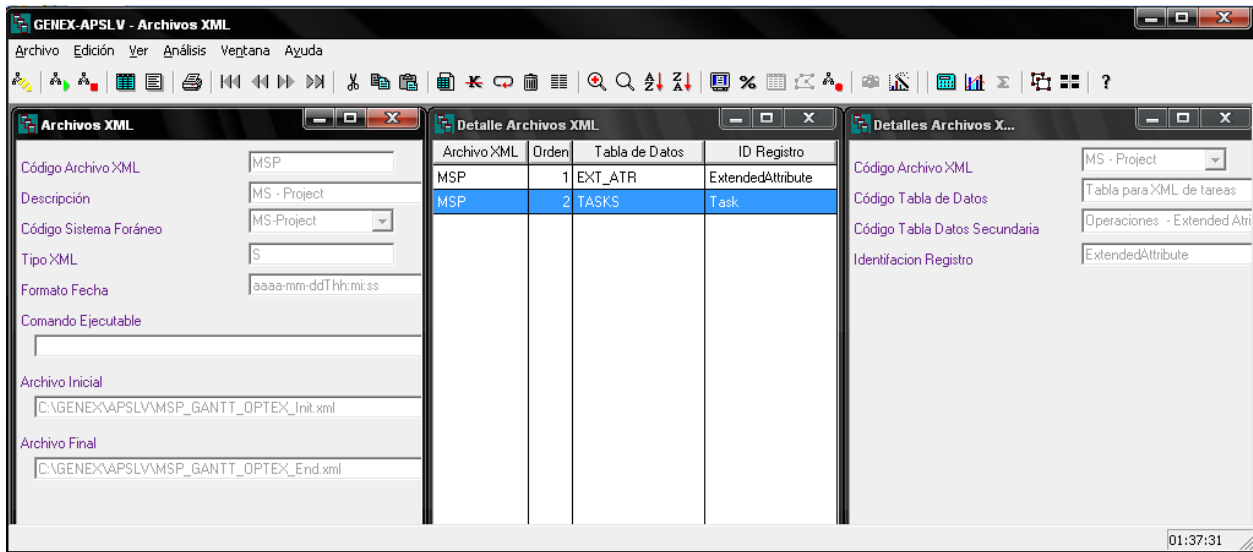 GENEX-APSLV - Archivos XML
Archivo Edición Ver Análisis Ventana Ayuda
Archivos XML
Código Archivo XML MSP
Descripción MS - Project
Código Sistema Foráneo MS-Project
Tipo XML S
Formato Fecha aaaa-mm-ddThh:mi:ss
Comando Ejecutable
Archivo Inicial
C:\GENEX\APSLV\MSP_GANTT_OPTEX_Init.xml
Archivo Final
C:\GENEX\APSLV\MSP_GANTT_OPTEX_End.xml
Detalle Archivos XML
Archivo XML Orden Tabla de Datos ID Registro
MSP 1 EXT_ATR ExtendedAttribute
MSP 2 TASKS Task
Detalles Archivos X...
Código Archivo XML MS - Project
Código Tabla de Datos Tabla para XML de tareas
Código Tabla Datos Secundaria Operaciones - Extended Atri
Identifacion Registro ExtendedAttribute
01:37:31